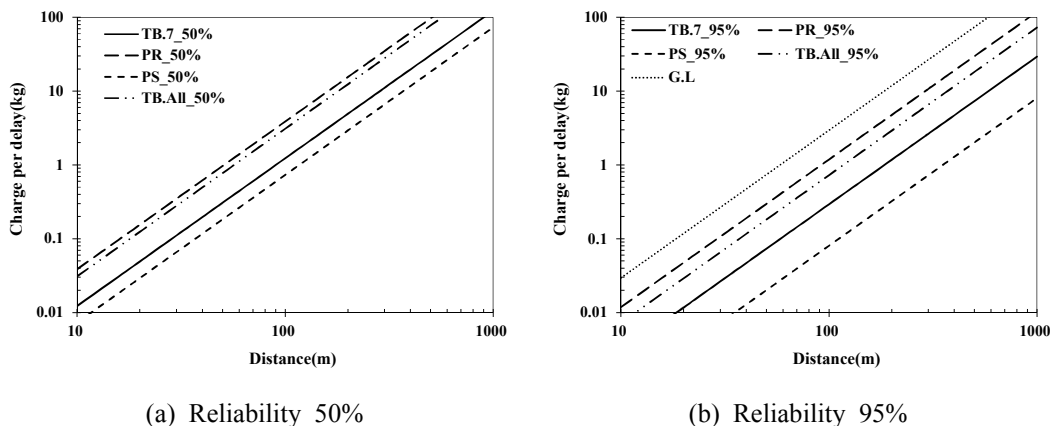 100
10
1
0.1
0.01
Charge per delay(kg)
TB.7_50%
PR_50%
PS_50%
TB.All_50%
10 100 1000
Distance(m)
(a) Reliability 50%
100
10
1
0.1
0.01
Charge per delay(kg)
TB.7_95% PR_95%
PS_95% TB.All_95%
G.L
10 100 1000
Distance(m)
(b) Reliability 95%